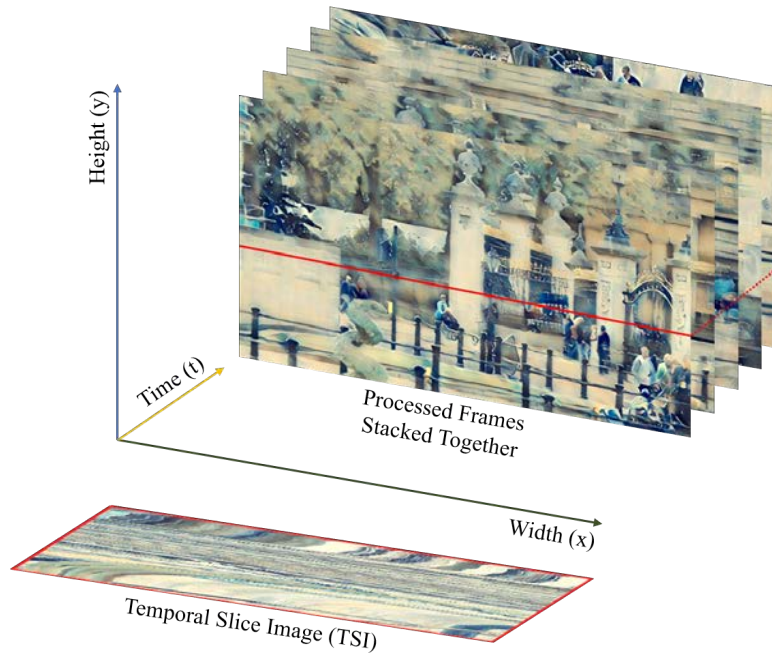 Height (y)
Time (t)
Processed Frames
Stacked Together
Width (x)
Temporal Slice Image (TSI)